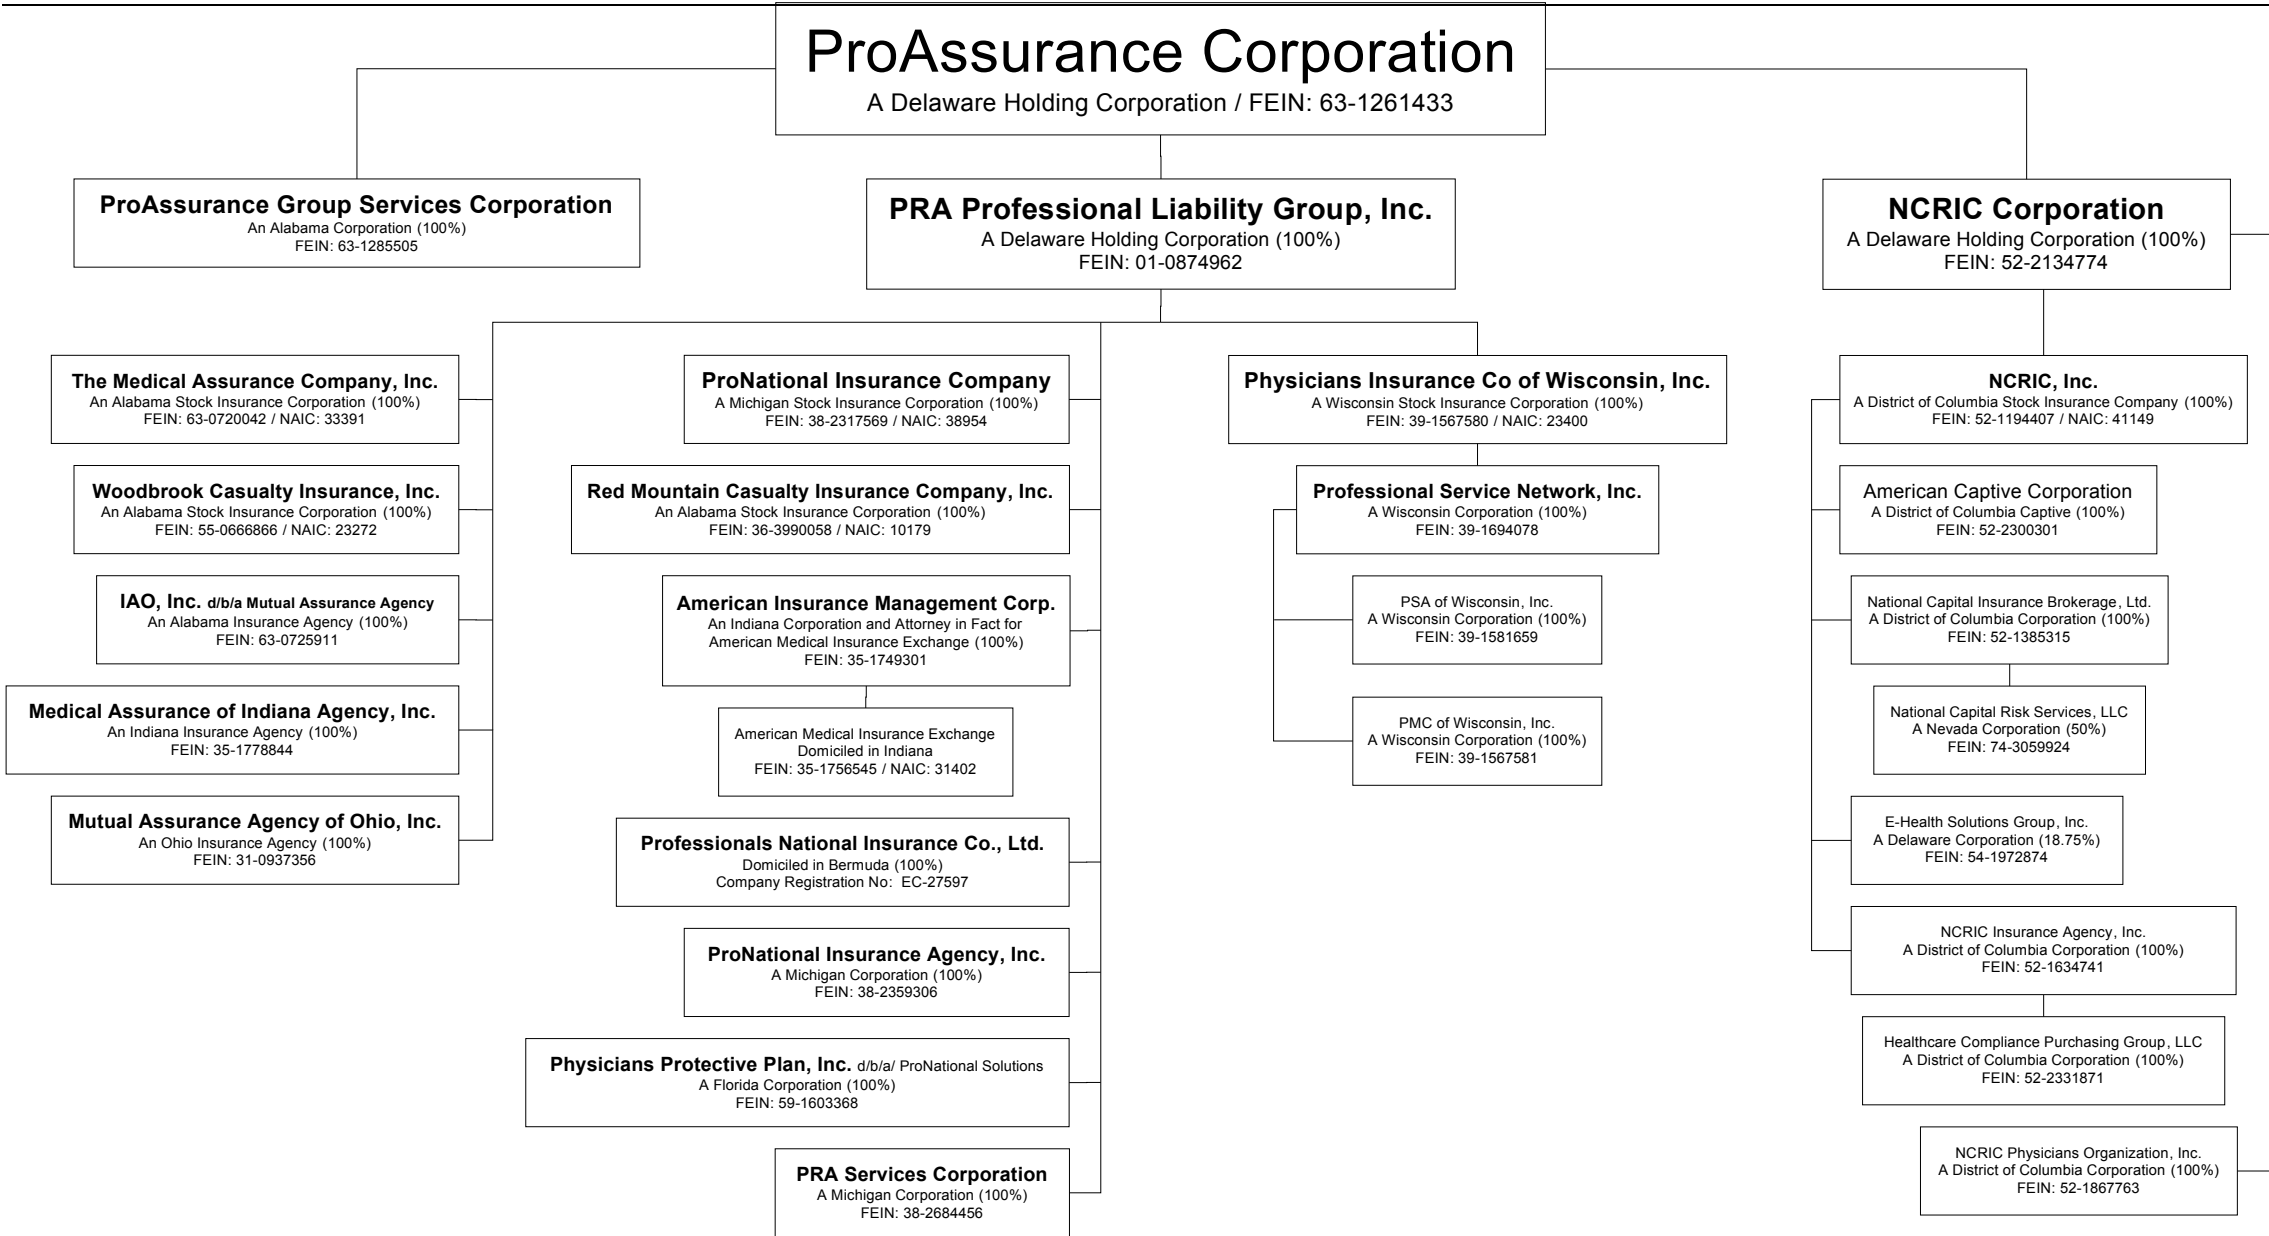 ProAssurance Corporation
A Delaware Holding Corporation / FEIN: 63-1261433
ProAssurance Group Services Corporation
An Alabama Corporation (100%)
FEIN: 63-1285505
PRA Professional Liability Group, Inc.
A Delaware Holding Corporation (100%)
FEIN: 01-0874962
NCRIC Corporation
A Delaware Holding Corporation (100%)
FEIN: 52-2134774
The Medical Assurance Company, Inc.
An Alabama Stock Insurance Corporation (100%)
FEIN: 63-0720042 / NAIC: 33391
Woodbrook Casualty Insurance, Inc.
An Alabama Stock Insurance Corporation (100%)
FEIN: 55-0666866 / NAIC: 23272
IAO, Inc. d/b/a Mutual Assurance Agency
An Alabama Insurance Agency (100%)
FEIN: 63-0725911
Medical Assurance of Indiana Agency, Inc.
An Indiana Insurance Agency (100%)
FEIN: 35-1778844
Mutual Assurance Agency of Ohio, Inc.
An Ohio Insurance Agency (100%)
FEIN: 31-0937356
ProNational Insurance Company
A Michigan Stock Insurance Corporation (100%)
FEIN: 38-2317569 / NAIC: 38954
Red Mountain Casualty Insurance Company, Inc.
An Alabama Stock Insurance Corporation (100%)
FEIN: 36-3990058 / NAIC: 10179
American Insurance Management Corp.
An Indiana Corporation and Attorney in Fact for
American Medical Insurance Exchange (100%)
FEIN: 35-1749301
American Medical Insurance Exchange
Domiciled in Indiana
FEIN: 35-1756545 / NAIC: 31402
Professionals National Insurance Co., Ltd.
Domiciled in Bermuda (100%)
Company Registration No: EC-27597
ProNational Insurance Agency, Inc.
A Michigan Corporation (100%)
FEIN: 38-2359306
Physicians Protective Plan, Inc. d/b/a/ ProNational Solutions
A Florida Corporation (100%)
FEIN: 59-1603368
PRA Services Corporation
A Michigan Corporation (100%)
FEIN: 38-2684456
Physicians Insurance Co of Wisconsin, Inc.
A Wisconsin Stock Insurance Corporation (100%)
FEIN: 39-1567580 / NAIC: 23400
Professional Service Network, Inc.
A Wisconsin Corporation (100%)
FEIN: 39-1694078
PSA of Wisconsin, Inc.
A Wisconsin Corporation (100%)
FEIN: 39-1581659
PMC of Wisconsin, Inc.
A Wisconsin Corporation (100%)
FEIN: 39-1567581
NCRIC, Inc.
A District of Columbia Stock Insurance Company (100%)
FEIN: 52-1194407 / NAIC: 41149
American Captive Corporation
A District of Columbia Captive (100%)
FEIN: 52-2300301
National Capital Insurance Brokerage, Ltd.
A District of Columbia Corporation (100%)
FEIN: 52-1385315
National Capital Risk Services, LLC
A Nevada Corporation (50%)
FEIN: 74-3059924
E-Health Solutions Group, Inc.
A Delaware Corporation (18.75%)
FEIN: 54-1972874
NCRIC Insurance Agency, Inc.
A District of Columbia Corporation (100%)
FEIN: 52-1634741
Healthcare Compliance Purchasing Group, LLC
A District of Columbia Corporation (100%)
FEIN: 52-2331871
NCRIC Physicians Organization, Inc.
A District of Columbia Corporation (100%)
FEIN: 52-1867763